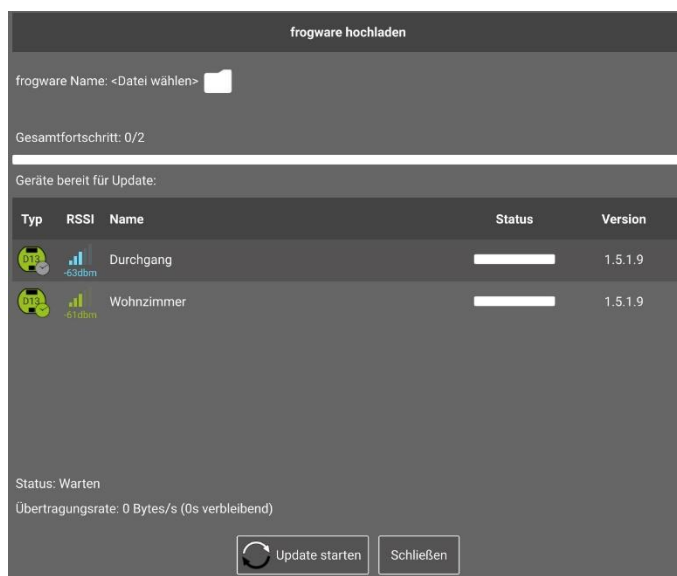 frogware hochladen
frogware Name: <Datei wählen>
Gesamtfortschritt: 0/2
Geräte bereit für Update:
Typ RSSI Name Status Version
D13 -63dbm Durchgang 1.5.1.9
D13 -61dbm Wohnzimmer 1.5.1.9
Status: Warten
Übertragungsrate: 0 Bytes/s (0s verbleibend)
Update starten Schließen